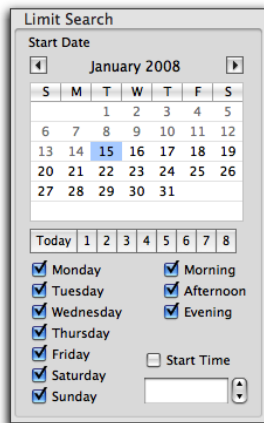 Limit Search
Start Date
January 2008
S M T W T F S
1 2 3 4 5
6 7 8 9 10 11 12
13 14 15 16 17 18 19
20 21 22 23 24 25 26
27 28 29 30 31
Today 1 2 3 4 5 6 7 8
Monday Morning
Tuesday Afternoon
Wednesday Evening
Thursday
Friday Start Time
Saturday
Sunday